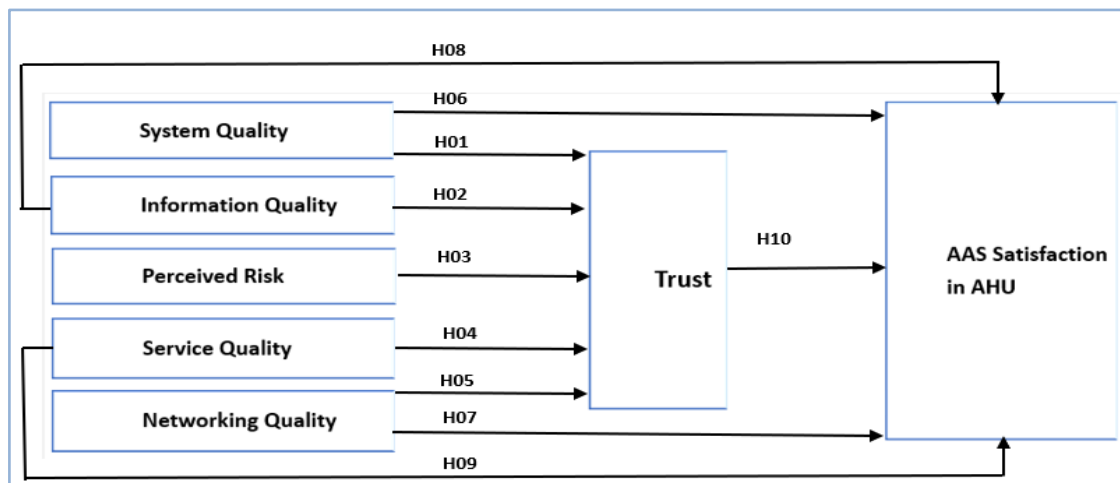 H08
H06
System Quality
H01
Information Quality
H02
Perceived Risk
H03
Trust
H10
AAS Satisfaction
in AHU
Service Quality
H04
H05
Networking Quality
H07
H09